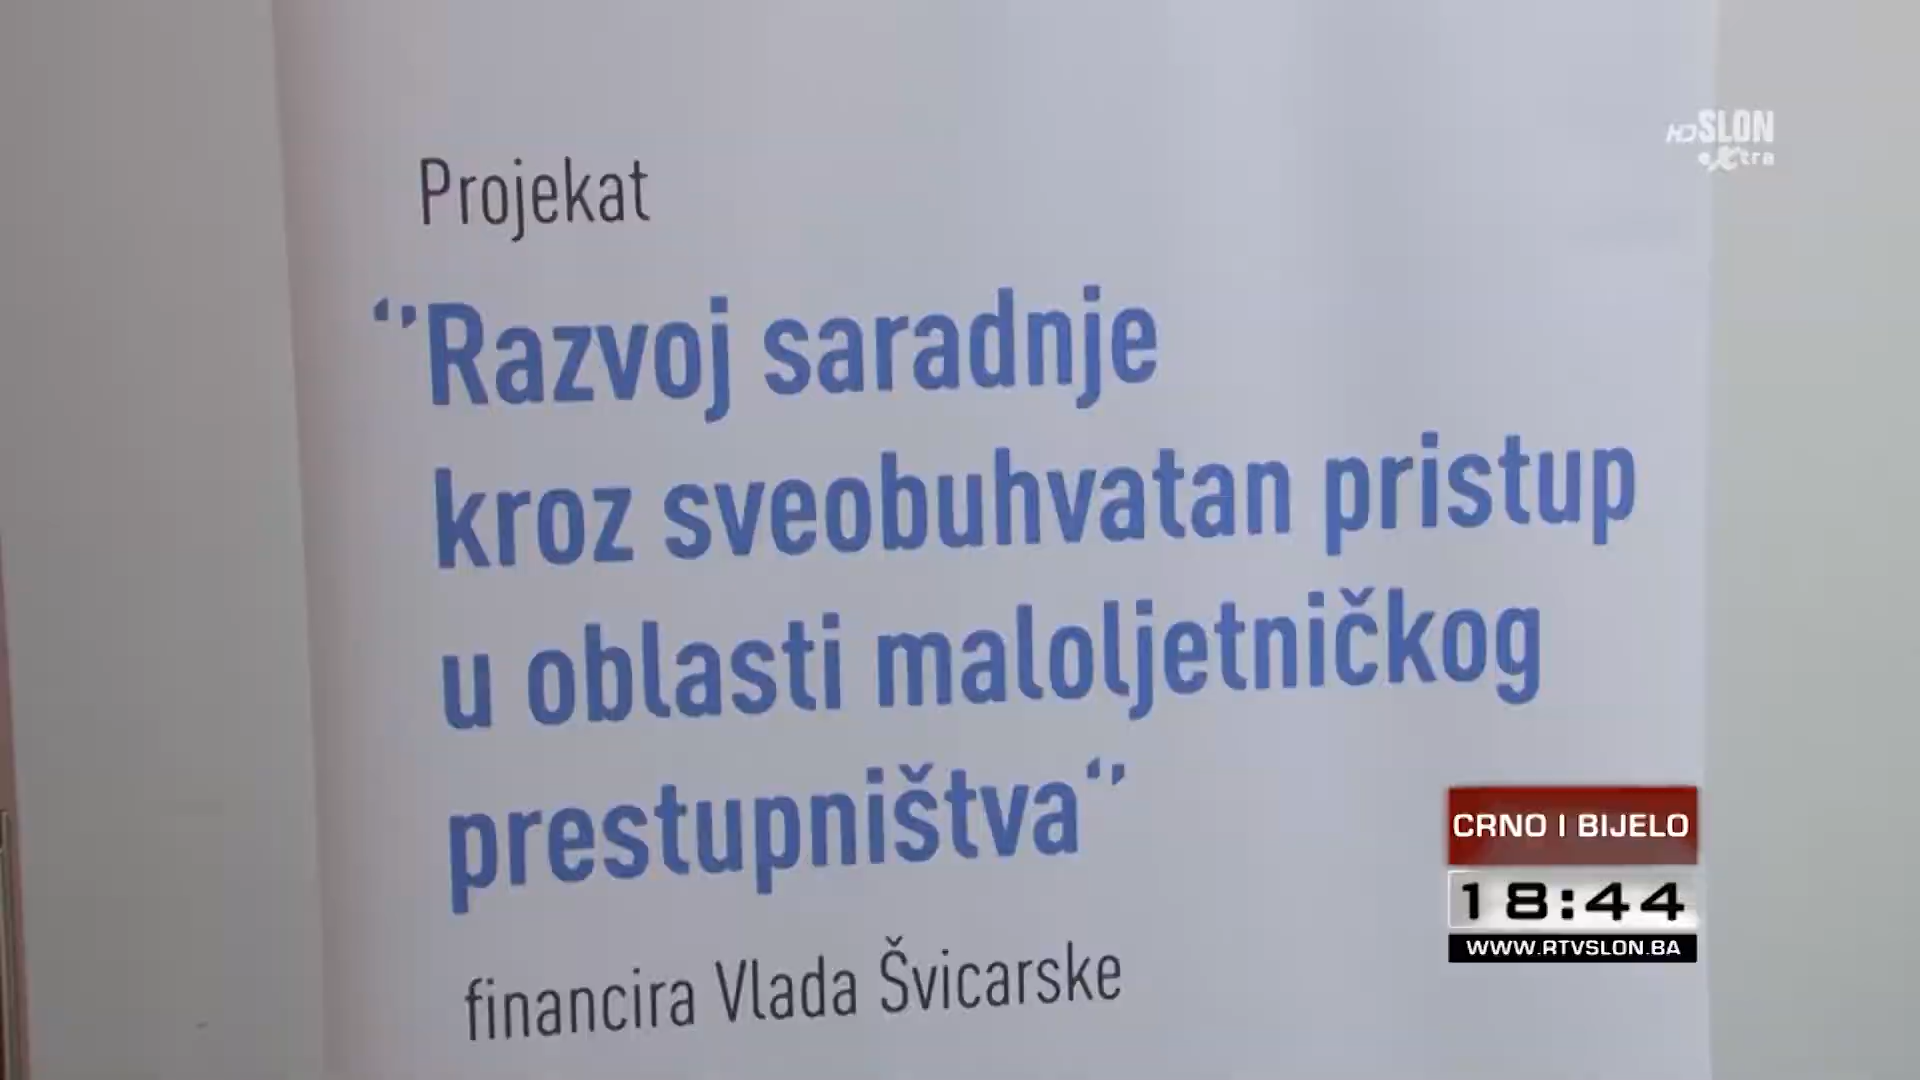 HD SLON
extra
Projekat
‘’Razvoj saradnje
kroz sveobuhvatan pristup
u oblasti maloljetničkog
prestupništva‘’
financira Vlada Švicarske
CRNO I BIJELO
18:44
WWW.RTVSLON.BA